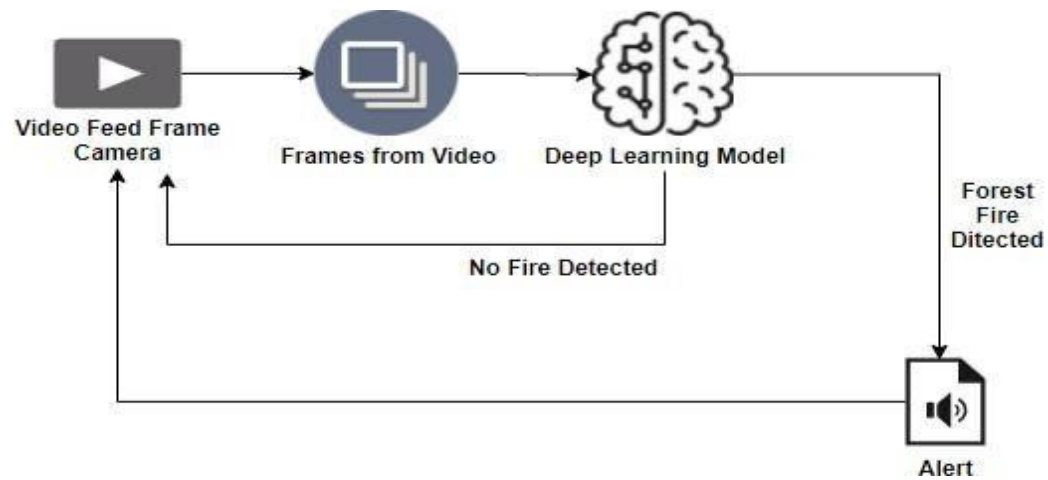 Video Feed Frame
Camera
Frames from Video
Deep Learning Model
Forest
Fire
Ditected
No Fire Detected
Alert